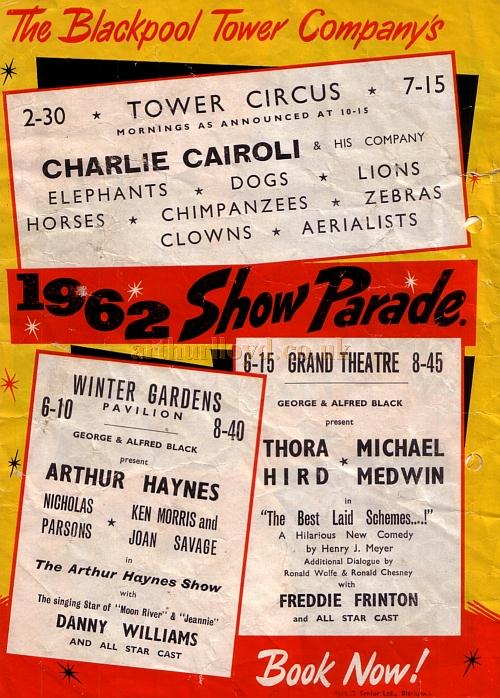 The Blackpool Tower Company's
2-30 ★ TOWER CIRCUS ★ 7-15
MORNINGS AS ANNOUNCED AT 10-15
CHARLIE CAIROLI & HIS COMPANY
ELEPHANTS ★ DOGS ★ LIONS
HORSES ★ CHIMPANZEES ★ ZEBRAS
CLOWNS ★ AERIALISTS
1962 Show Parade.
arthurlloyd.co.uk
WINTER GARDENS
6-10 PAVILION 8-40
GEORGE & ALFRED BLACK
present
ARTHUR HAYNES
NICHOLAS PARSONS ★ KEN MORRIS and JOAN SAVAGE
in
The Arthur Haynes Show
with
The singing Star of "Moon River" & "Jeannie"
DANNY WILLIAMS
AND ALL STAR CAST
6-15 GRAND THEATRE 8-45
GEORGE & ALFRED BLACK
present
THORA HIRD ★ MICHAEL MEDWIN
in
"The Best Laid Schemes....!"
A Hilarious New Comedy
by Henry J. Meyer
Additional Dialogue by
Ronald Wolfe & Ronald Chesney
with
FREDDIE FRINTON
and ALL STAR CAST
Book Now!
Senior Ltd.,